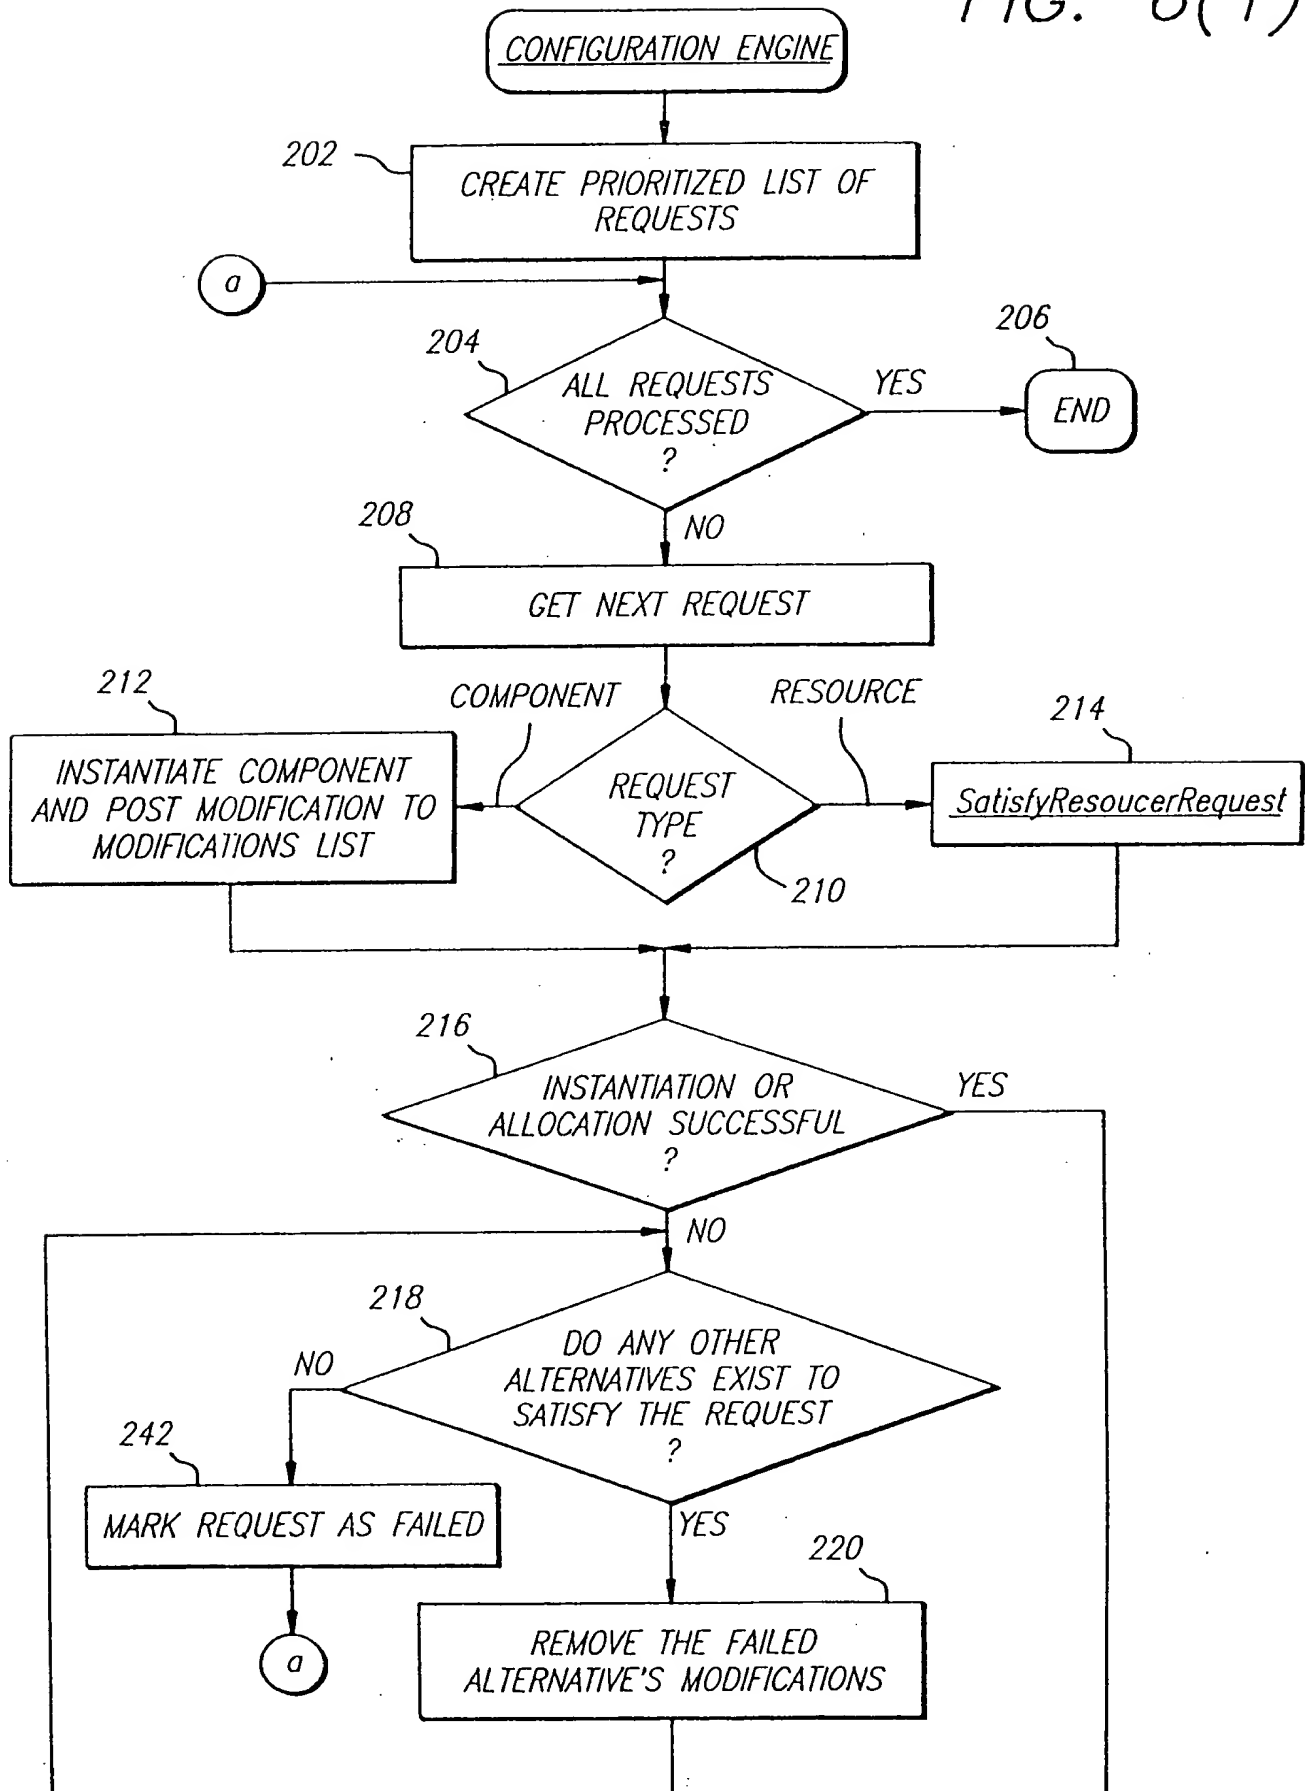 FIG. 6(1)
CONFIGURATION ENGINE
202
CREATE PRIORITIZED LIST OF
REQUESTS
a
204
ALL REQUESTS
PROCESSED
?
YES
206
END
NO
208
GET NEXT REQUEST
212
COMPONENT
RESOURCE
214
INSTANTIATE COMPONENT
AND POST MODIFICATION TO
MODIFICATIONS LIST
REQUEST
TYPE
?
SatisfyResoucerRequest
210
216
INSTANTIATION OR
ALLOCATION SUCCESSFUL
?
YES
NO
218
DO ANY OTHER
ALTERNATIVES EXIST TO
SATISFY THE REQUEST
?
NO
242
MARK REQUEST AS FAILED
YES
220
a
REMOVE THE FAILED
ALTERNATIVE'S MODIFICATIONS